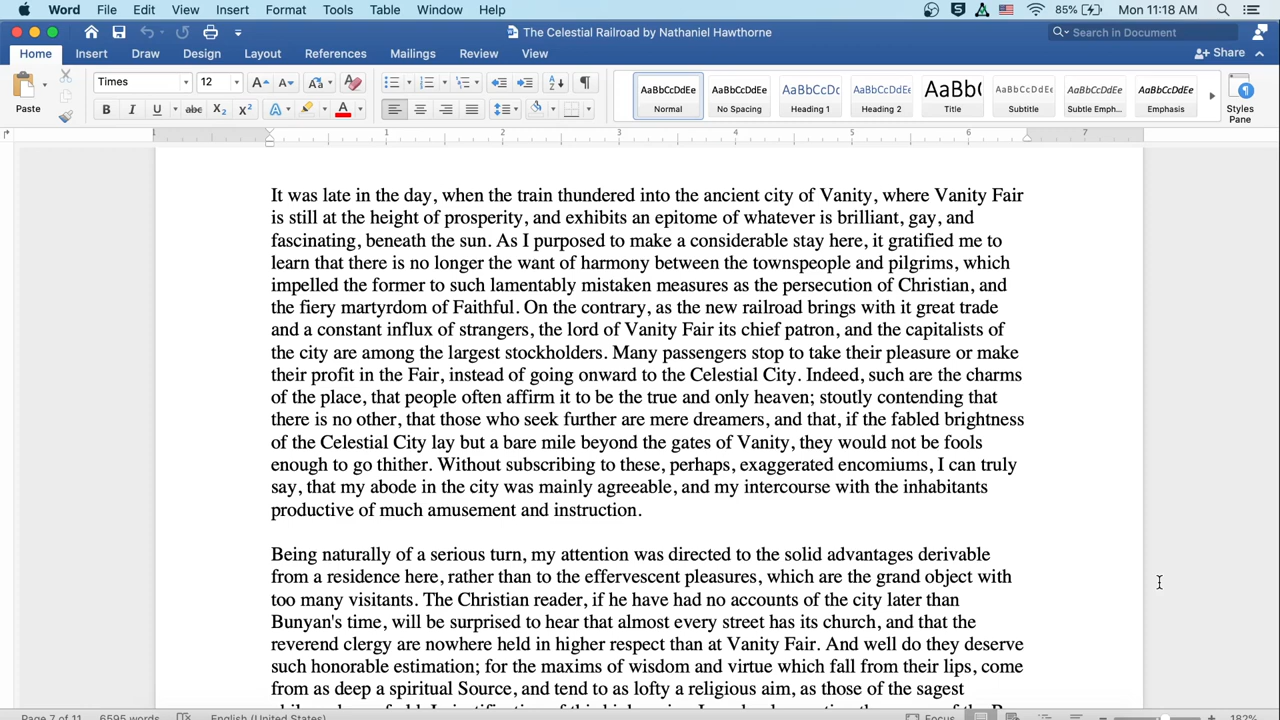 Word File Edit View Insert Format Tools Table Window Help 85% Mon 11:18 AM
The Celestial Railroad by Nathaniel Hawthorne Search in Document
Home Insert Draw Design Layout References Mailings Review View Share
Paste Times 12 AaBbCcDdEe AaBbCcDdEe AaBbCcDc AaBbCcDdEe AaBb( AaBbCcDdEe AaBbCcDdEe AaBbCcDdEe
Normal No Spacing Heading 1 Heading 2 Title Subtitle Subtle Emph... Emphasis Styles Pane
B I U abc X₂ X² A A
1 1 2 3 4 5 6 7
It was late in the day, when the train thundered into the ancient city of Vanity, where Vanity Fair
is still at the height of prosperity, and exhibits an epitome of whatever is brilliant, gay, and
fascinating, beneath the sun. As I purposed to make a considerable stay here, it gratified me to
learn that there is no longer the want of harmony between the townspeople and pilgrims, which
impelled the former to such lamentably mistaken measures as the persecution of Christian, and
the fiery martyrdom of Faithful. On the contrary, as the new railroad brings with it great trade
and a constant influx of strangers, the lord of Vanity Fair its chief patron, and the capitalists of
the city are among the largest stockholders. Many passengers stop to take their pleasure or make
their profit in the Fair, instead of going onward to the Celestial City. Indeed, such are the charms
of the place, that people often affirm it to be the true and only heaven; stoutly contending that
there is no other, that those who seek further are mere dreamers, and that, if the fabled brightness
of the Celestial City lay but a bare mile beyond the gates of Vanity, they would not be fools
enough to go thither. Without subscribing to these, perhaps, exaggerated encomiums, I can truly
say, that my abode in the city was mainly agreeable, and my intercourse with the inhabitants
productive of much amusement and instruction.
Being naturally of a serious turn, my attention was directed to the solid advantages derivable
from a residence here, rather than to the effervescent pleasures, which are the grand object with
too many visitants. The Christian reader, if he have had no accounts of the city later than
Bunyan's time, will be surprised to hear that almost every street has its church, and that the
reverend clergy are nowhere held in higher respect than at Vanity Fair. And well do they deserve
such honorable estimation; for the maxims of wisdom and virtue which fall from their lips, come
from as deep a spiritual Source, and tend to as lofty a religious aim, as those of the sagest
Page 7 of 11 6595 words English (United States) Focus 182%